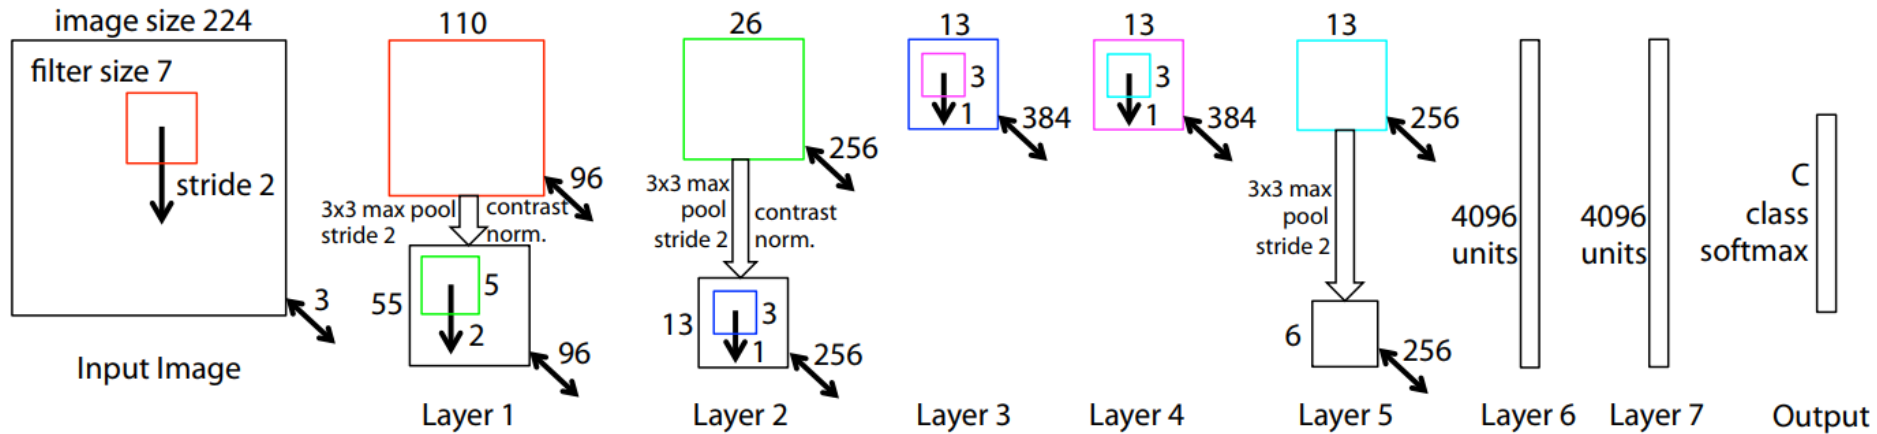 image size 224
filter size 7
stride 2
3
Input Image
110
96
3x3 max pool
stride 2
contrast
norm.
55
5
2
96
Layer 1
26
256
3x3 max
pool
stride 2
contrast
norm.
13
3
1
256
Layer 2
13
3
1
384
Layer 3
13
3
1
384
Layer 4
13
256
3x3 max
pool
stride 2
6
256
Layer 5
4096
units
Layer 6
4096
units
Layer 7
C
class
softmax
Output